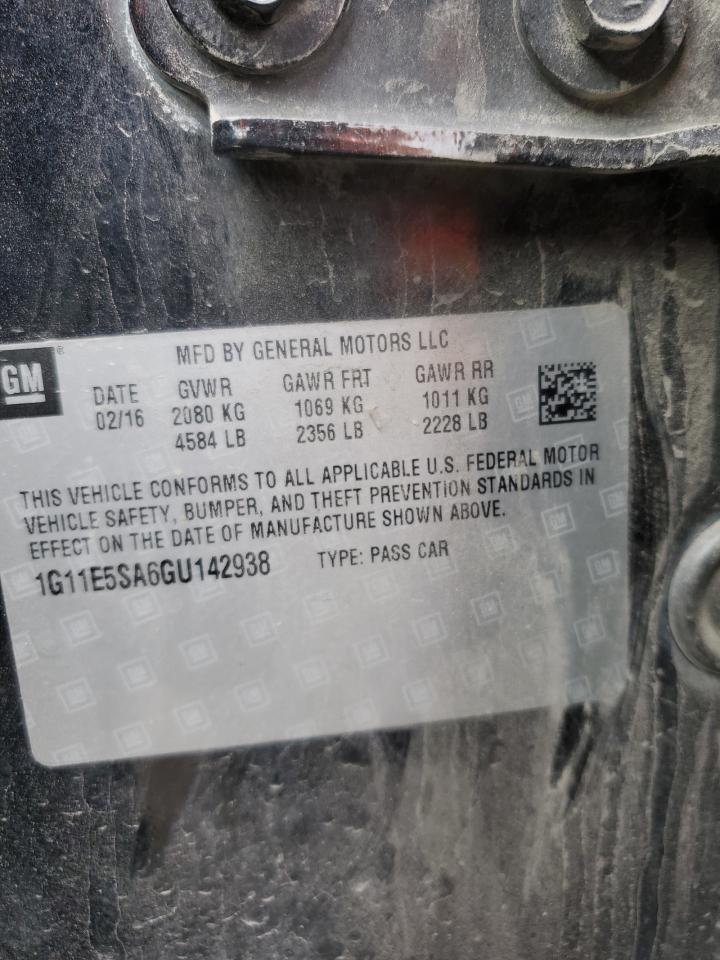 GM
MFD BY GENERAL MOTORS LLC
DATE GVWR GAWR FRT GAWR RR
02/16 2080 KG 1069 KG 1011 KG
4584 LB 2356 LB 2228 LB
THIS VEHICLE CONFORMS TO ALL APPLICABLE U.S. FEDERAL MOTOR
VEHICLE SAFETY, BUMPER, AND THEFT PREVENTION STANDARDS IN
EFFECT ON THE DATE OF MANUFACTURE SHOWN ABOVE.
1G11E5SA6GU142938 TYPE: PASS CAR